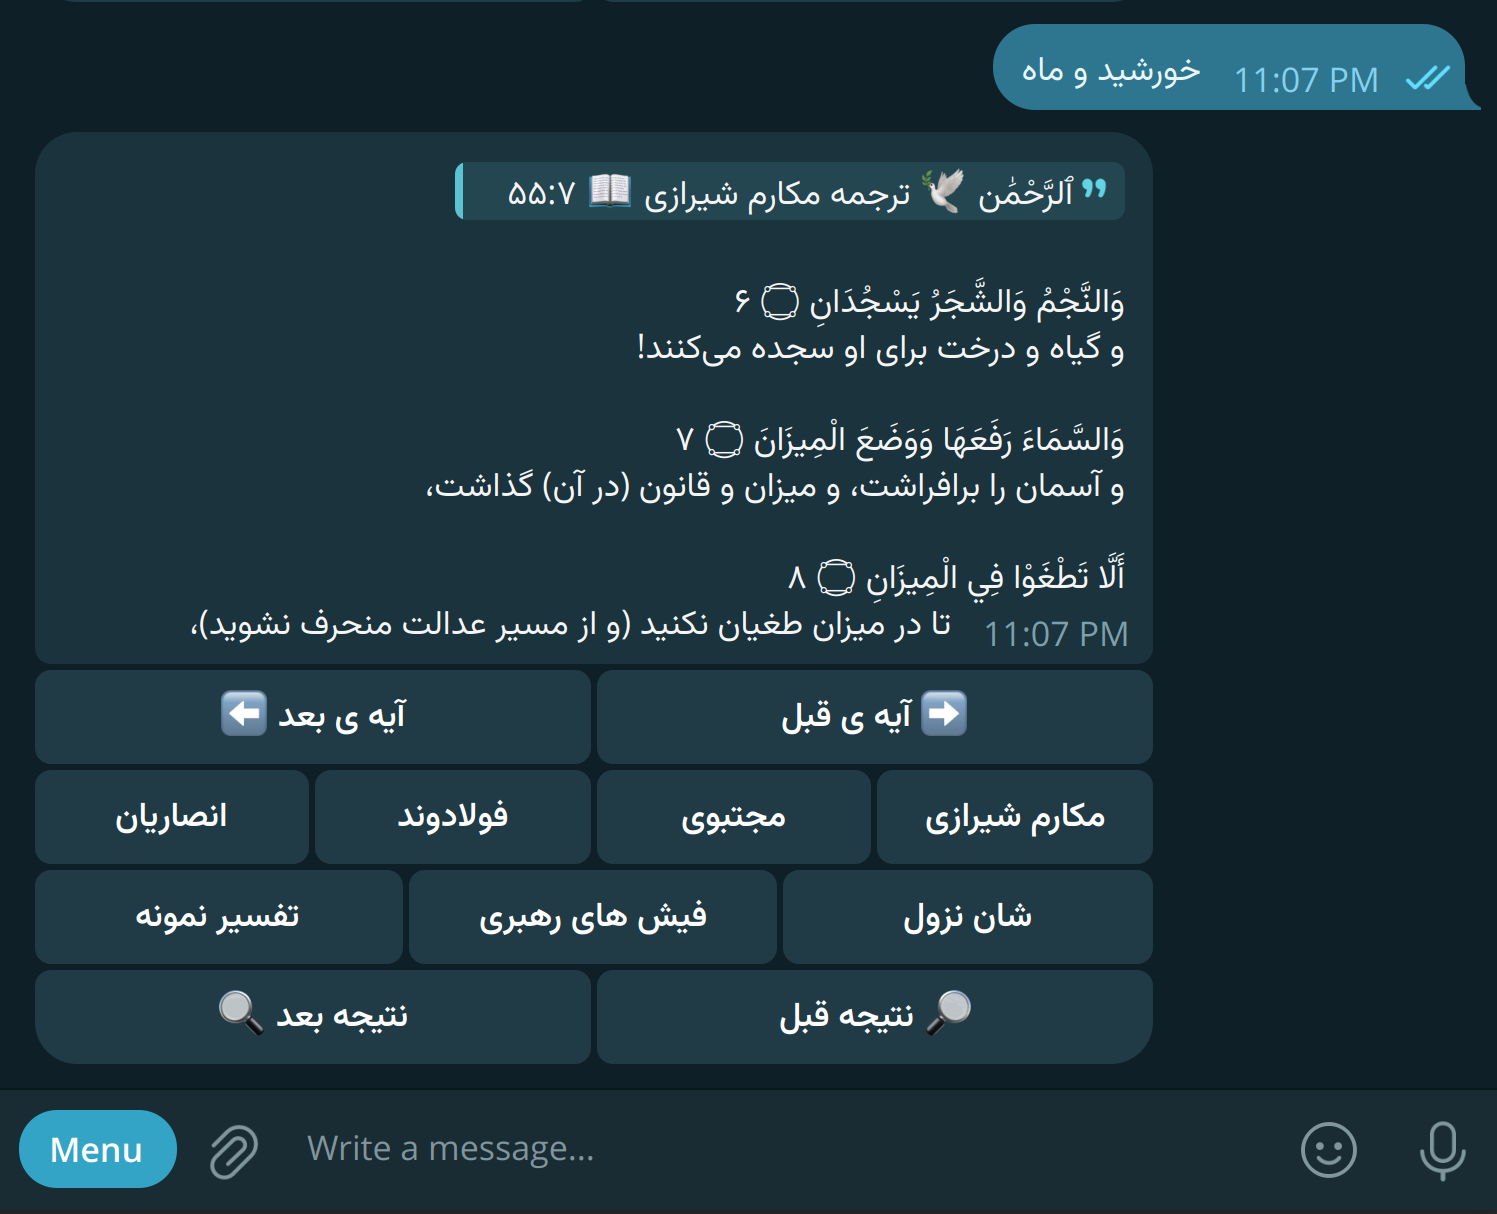 خورشید و ماه
11:07 PM
ٱلرَّحْمَٰن 🕊 ترجمه مکارم شیرازی 📖 ۵۵:۷
وَالنَّجْمُ وَالشَّجَرُ يَسْجُدَانِ ۝ ۶
و گیاه و درخت برای او سجده می‌کنند!
وَالسَّمَاءَ رَفَعَهَا وَوَضَعَ الْمِيزَانَ ۝ ۷
و آسمان را برافراشت، و میزان و قانون (در آن) گذاشت،
أَلَّا تَطْغَوْا فِي الْمِيزَانِ ۝ ۸
تا در میزان طغیان نکنید (و از مسیر عدالت منحرف نشوید)،
11:07 PM
➡️ آیه ی قبل
آیه ی بعد ⬅️
مکارم شیرازی
مجتبوی
فولادوند
انصاریان
شان نزول
فیش های رهبری
تفسیر نمونه
🔎 نتیجه قبل
نتیجه بعد 🔍
Menu
Write a message...